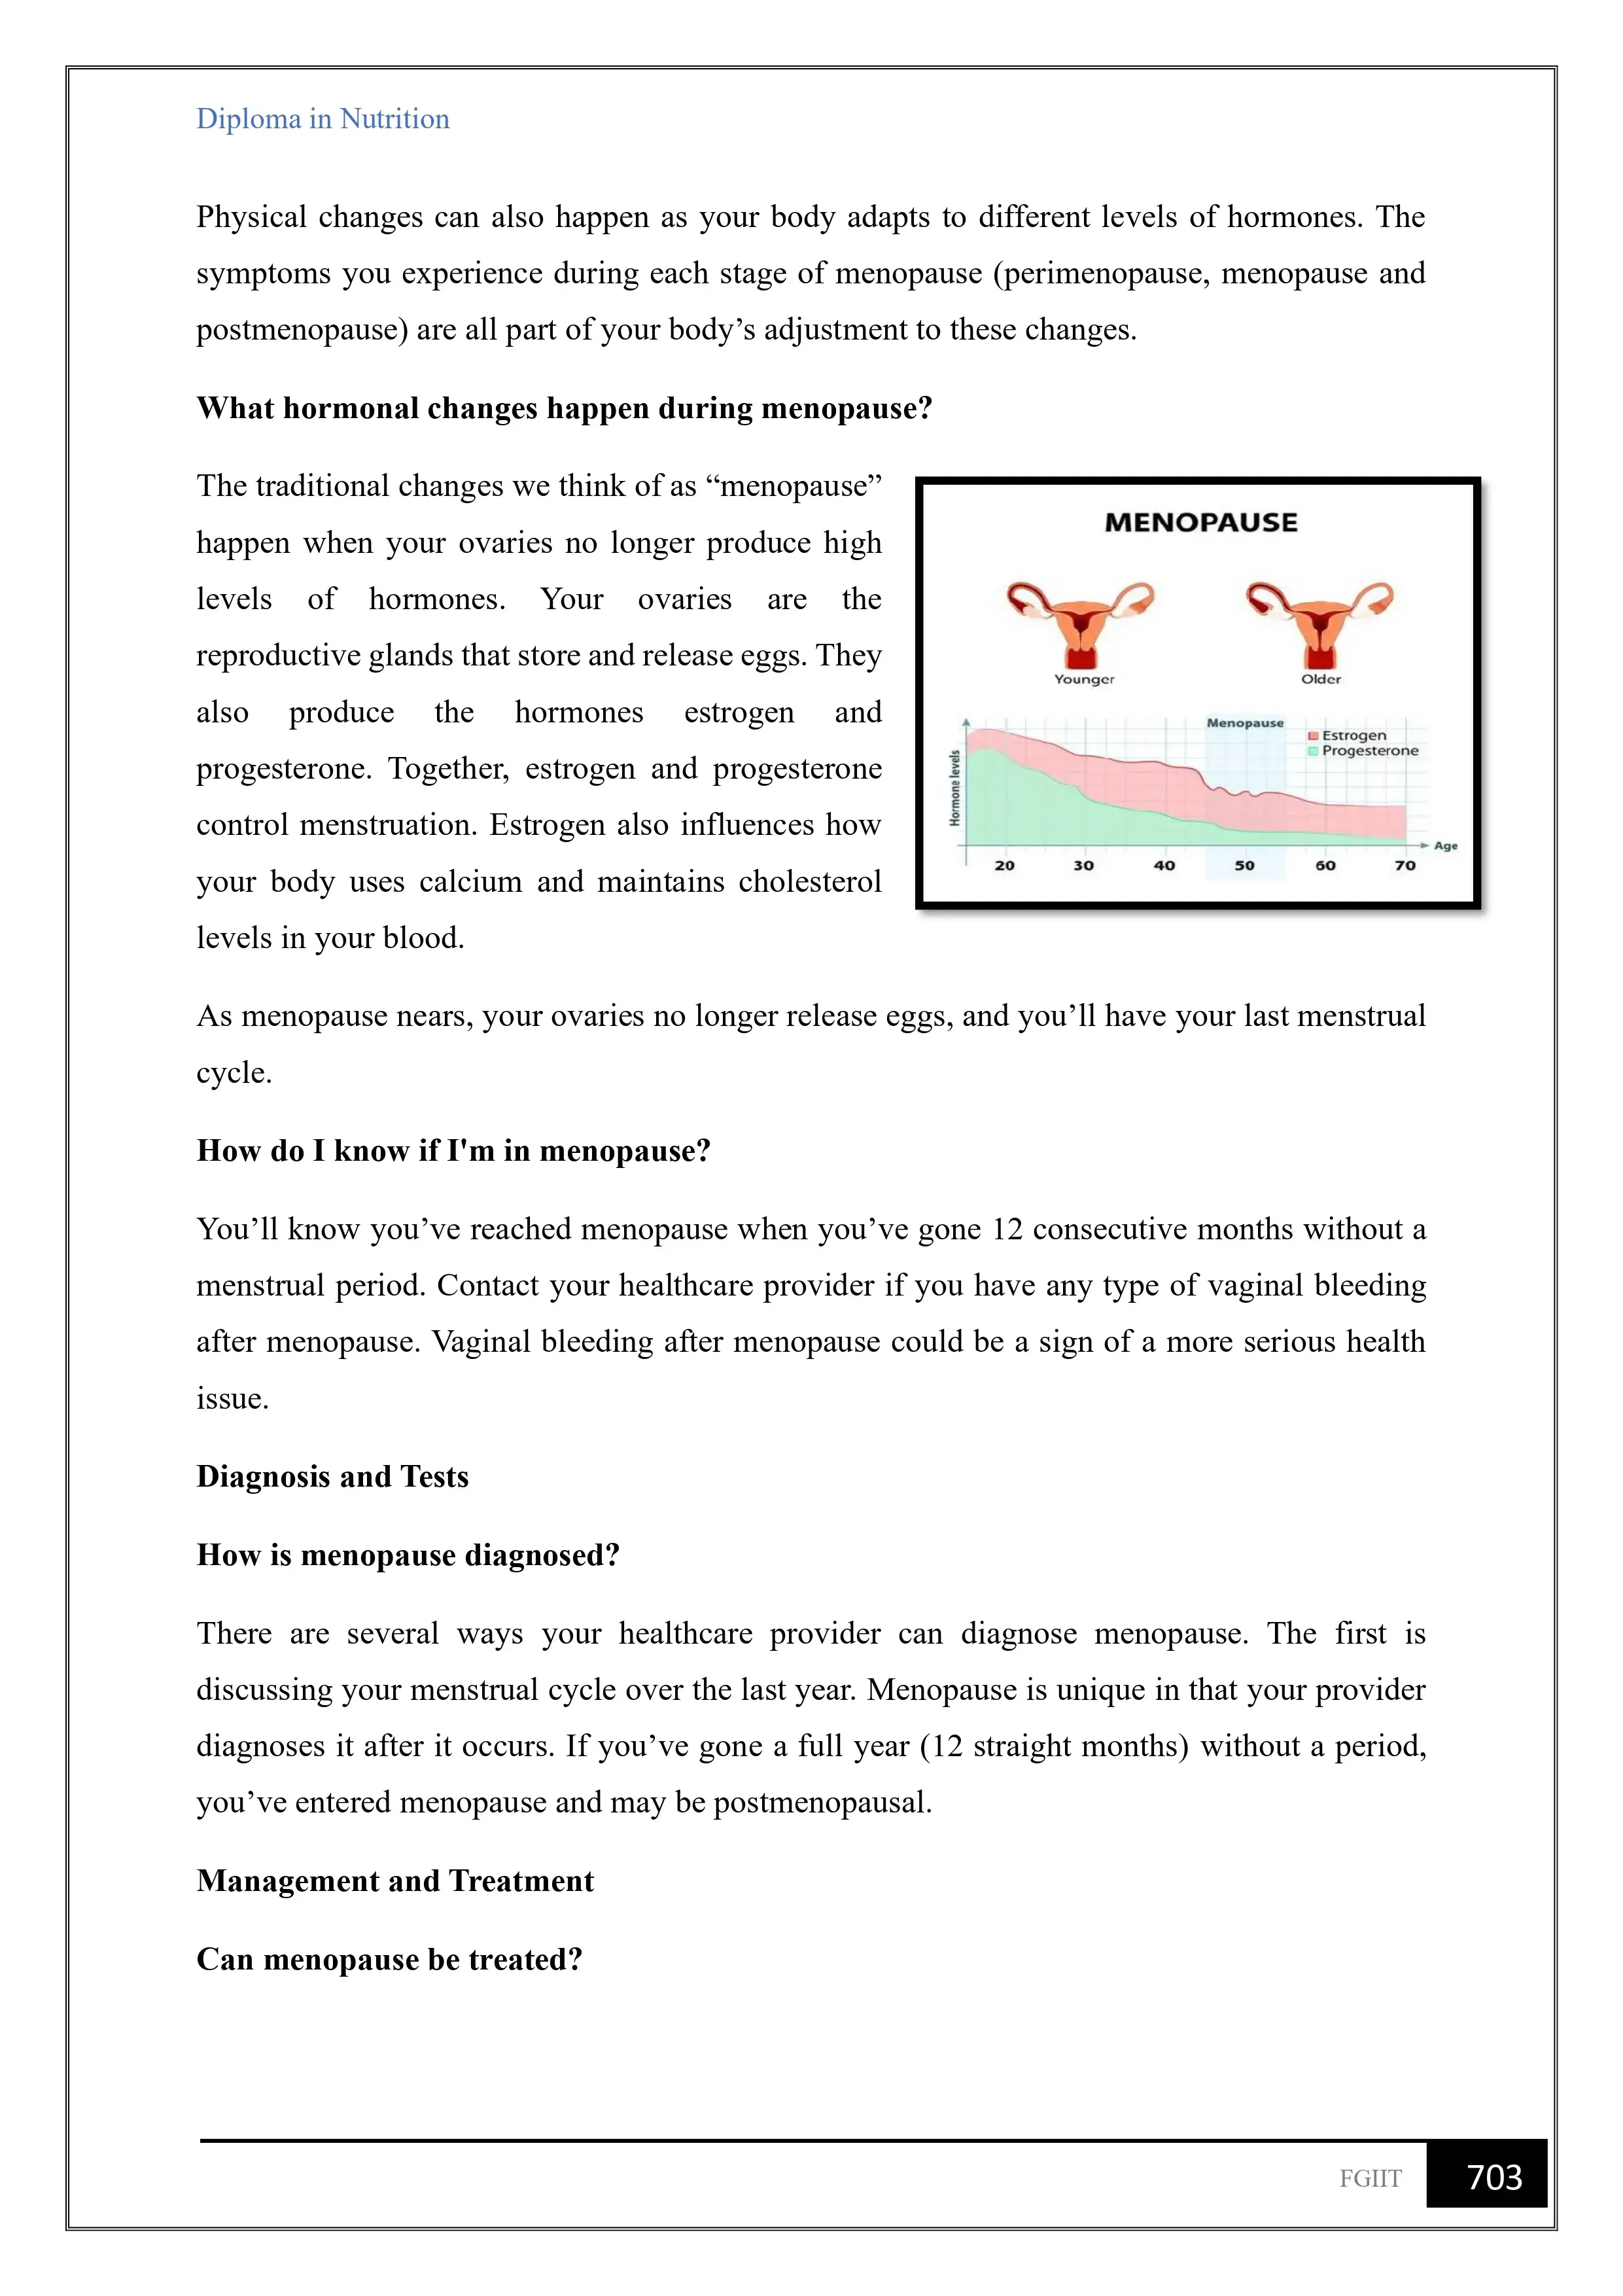 Diploma in Nutrition
Physical changes can also happen as your body adapts to different levels of hormones. The
symptoms you experience during each stage of menopause (perimenopause, menopause and
postmenopause) are all part of your body’s adjustment to these changes.
What hormonal changes happen during menopause?
The traditional changes we think of as “menopause”
happen when your ovaries no longer produce high
levels of hormones. Your ovaries are the
reproductive glands that store and release eggs. They
also produce the hormones estrogen and
progesterone. Together, estrogen and progesterone
control menstruation. Estrogen also influences how
your body uses calcium and maintains cholesterol
levels in your blood.
MENOPAUSE
Younger
Older
Menopause
Estrogen
Progesterone
Hormone levels
Age
20 30 40 50 60 70
As menopause nears, your ovaries no longer release eggs, and you’ll have your last menstrual
cycle.
How do I know if I'm in menopause?
You’ll know you’ve reached menopause when you’ve gone 12 consecutive months without a
menstrual period. Contact your healthcare provider if you have any type of vaginal bleeding
after menopause. Vaginal bleeding after menopause could be a sign of a more serious health
issue.
Diagnosis and Tests
How is menopause diagnosed?
There are several ways your healthcare provider can diagnose menopause. The first is
discussing your menstrual cycle over the last year. Menopause is unique in that your provider
diagnoses it after it occurs. If you’ve gone a full year (12 straight months) without a period,
you’ve entered menopause and may be postmenopausal.
Management and Treatment
Can menopause be treated?
FGIIT
703